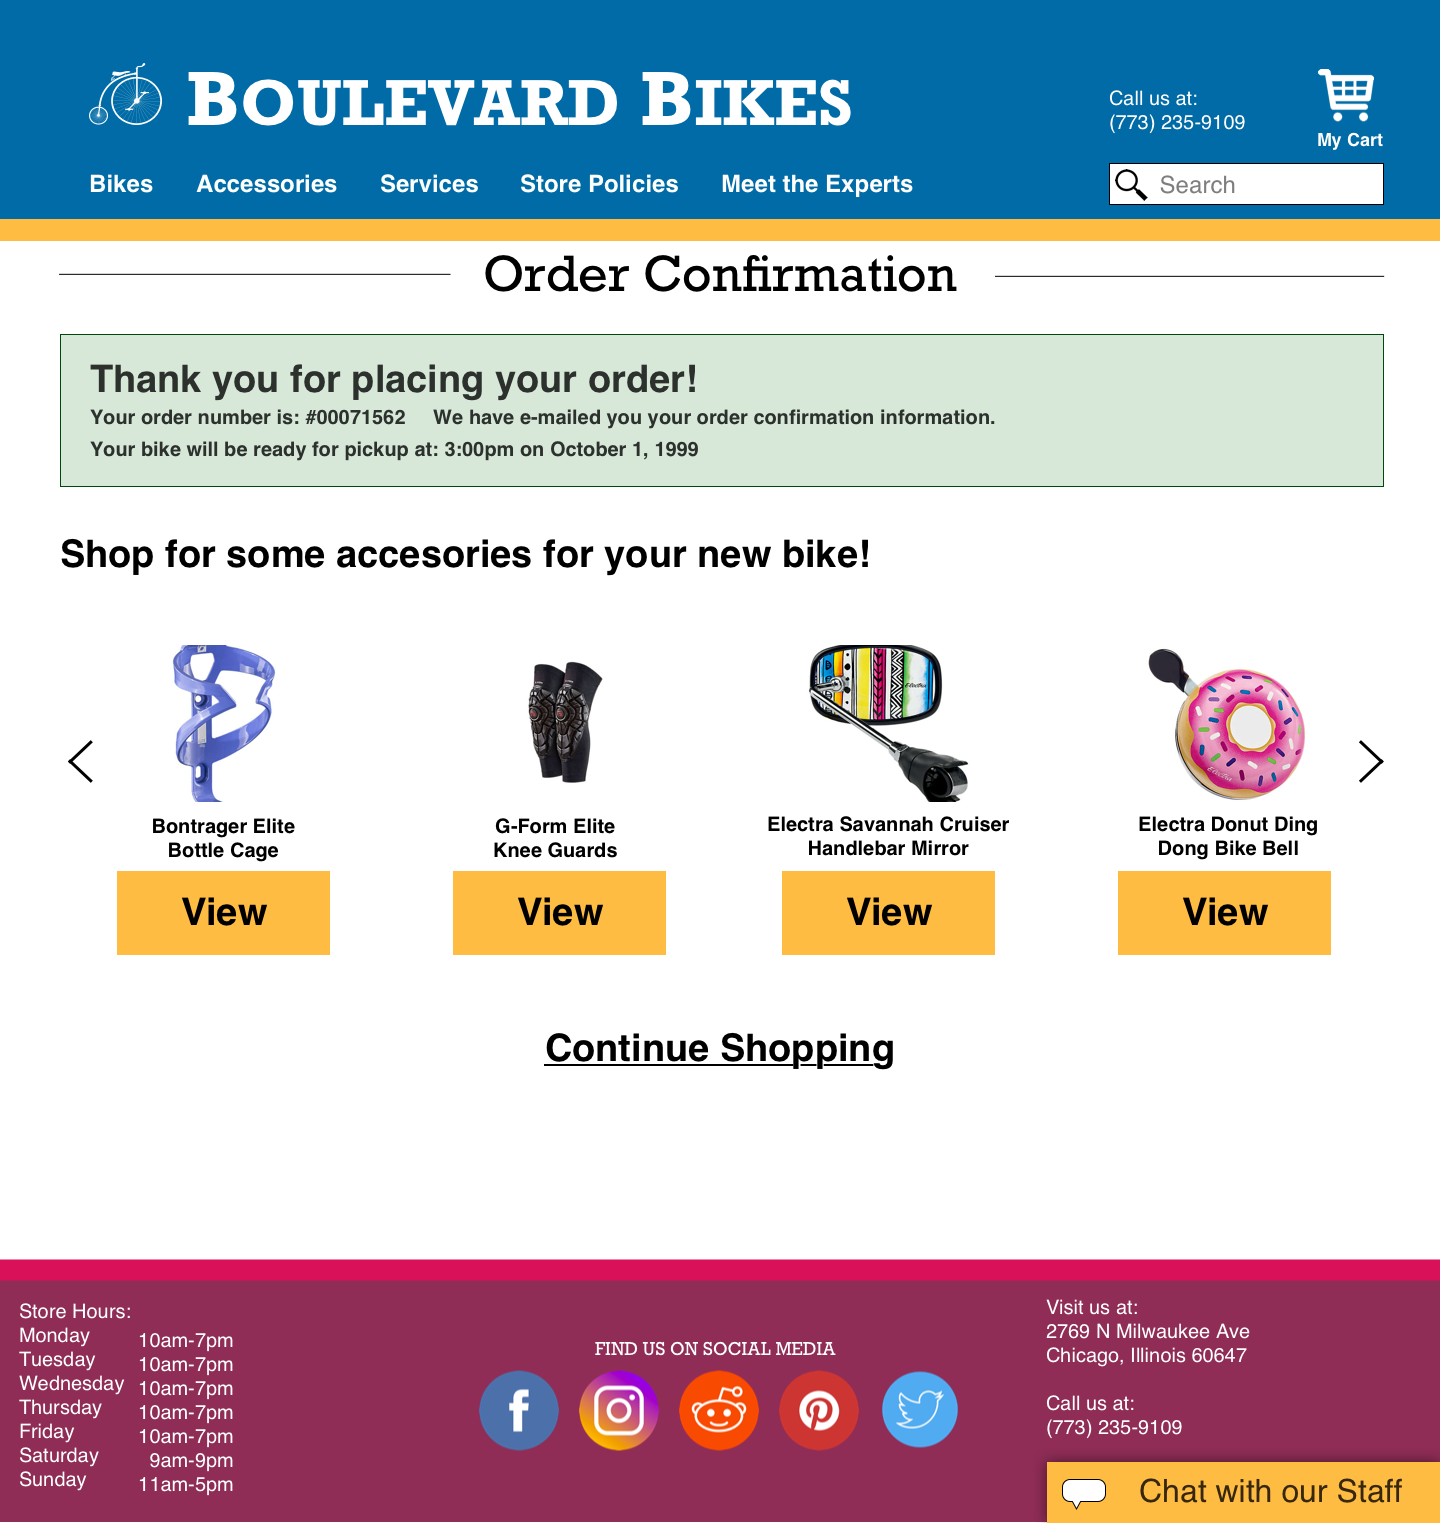 BOULEVARD BIKES
Call us at:
(773) 235-9109
My Cart
Bikes Accessories Services Store Policies Meet the Experts
Search
Order Confirmation
Thank you for placing your order!
Your order number is: #00071562 We have e-mailed you your order confirmation information.
Your bike will be ready for pickup at: 3:00pm on October 1, 1999
Shop for some accesories for your new bike!
Electra
Electra
Bontrager Elite
Bottle Cage
G-Form Elite
Knee Guards
Electra Savannah Cruiser
Handlebar Mirror
Electra Donut Ding
Dong Bike Bell
View View View View
Continue Shopping
Store Hours:
Monday 10am-7pm
Tuesday 10am-7pm
Wednesday 10am-7pm
Thursday 10am-7pm
Friday 10am-7pm
Saturday 9am-9pm
Sunday 11am-5pm
FIND US ON SOCIAL MEDIA
Visit us at:
2769 N Milwaukee Ave
Chicago, Illinois 60647
Call us at:
(773) 235-9109
Chat with our Staff